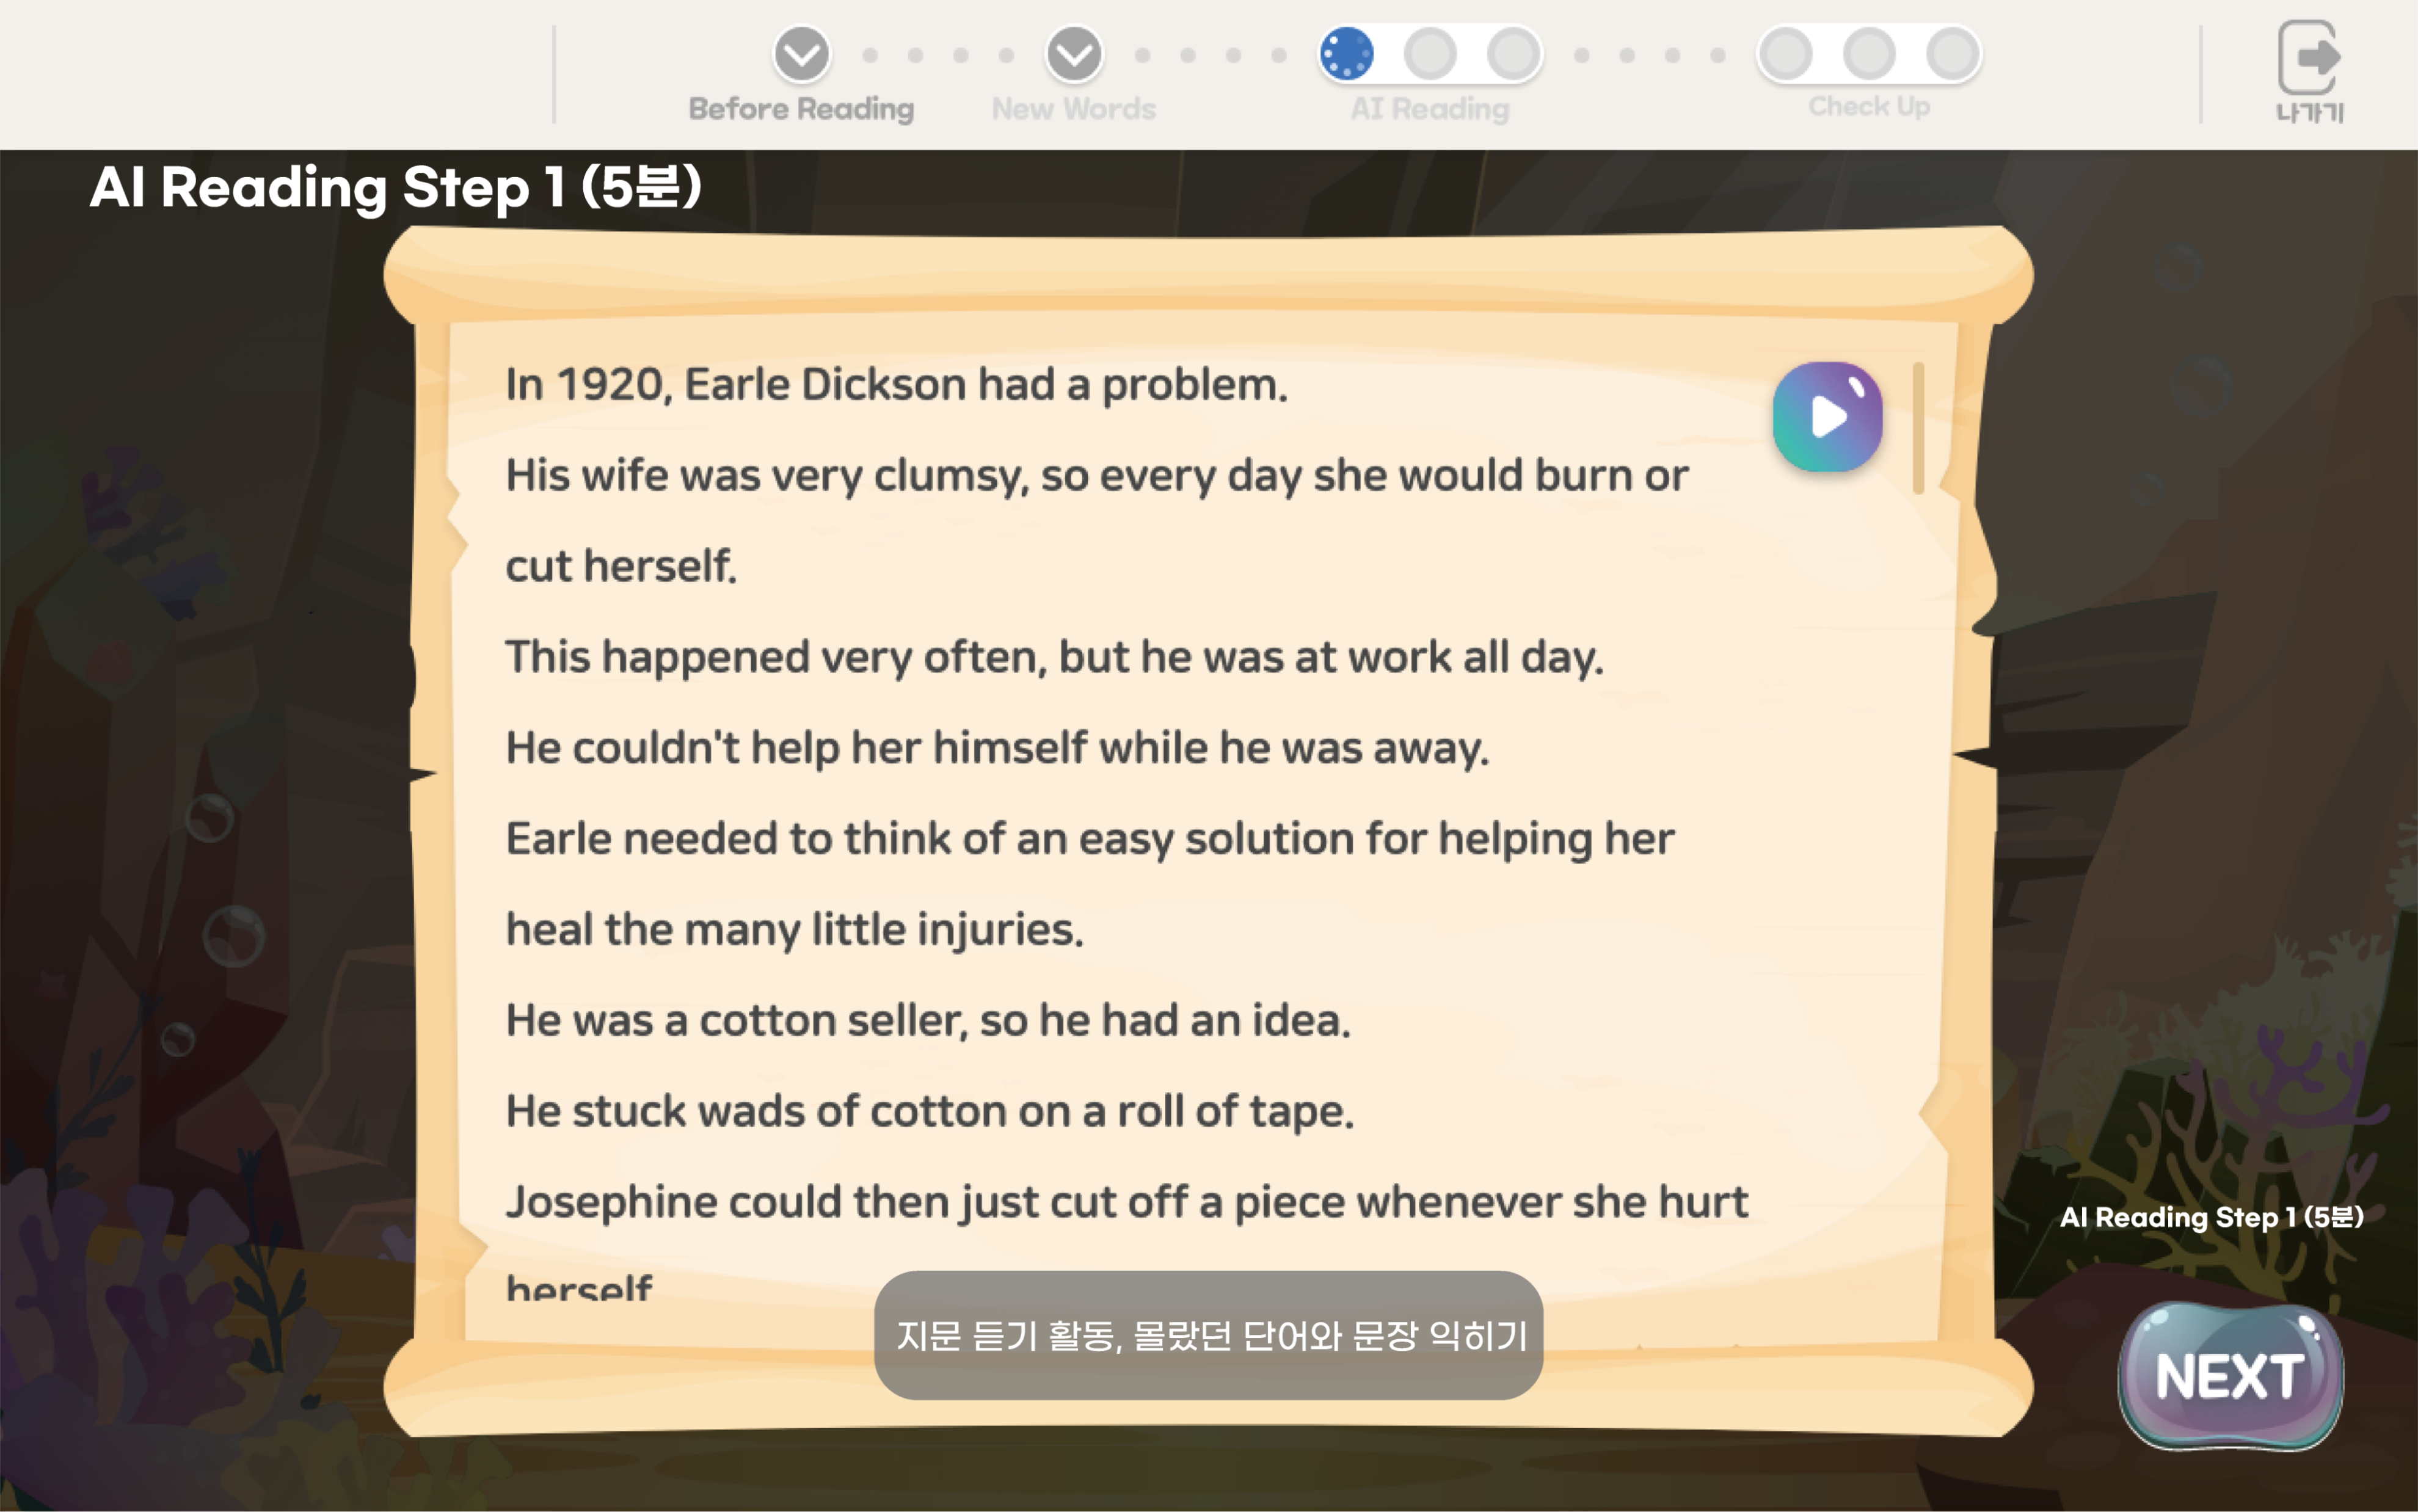 Before Reading
New Words
AI Reading
Check Up
나가기
AI Reading Step 1 (5분)
In 1920, Earle Dickson had a problem.
His wife was very clumsy, so every day she would burn or
cut herself.
This happened very often, but he was at work all day.
He couldn't help her himself while he was away.
Earle needed to think of an easy solution for helping her
heal the many little injuries.
He was a cotton seller, so he had an idea.
He stuck wads of cotton on a roll of tape.
Josephine could then just cut off a piece whenever she hurt
herself
지문 듣기 활동, 몰랐던 단어와 문장 익히기
AI Reading Step 1 (5분)
NEXT